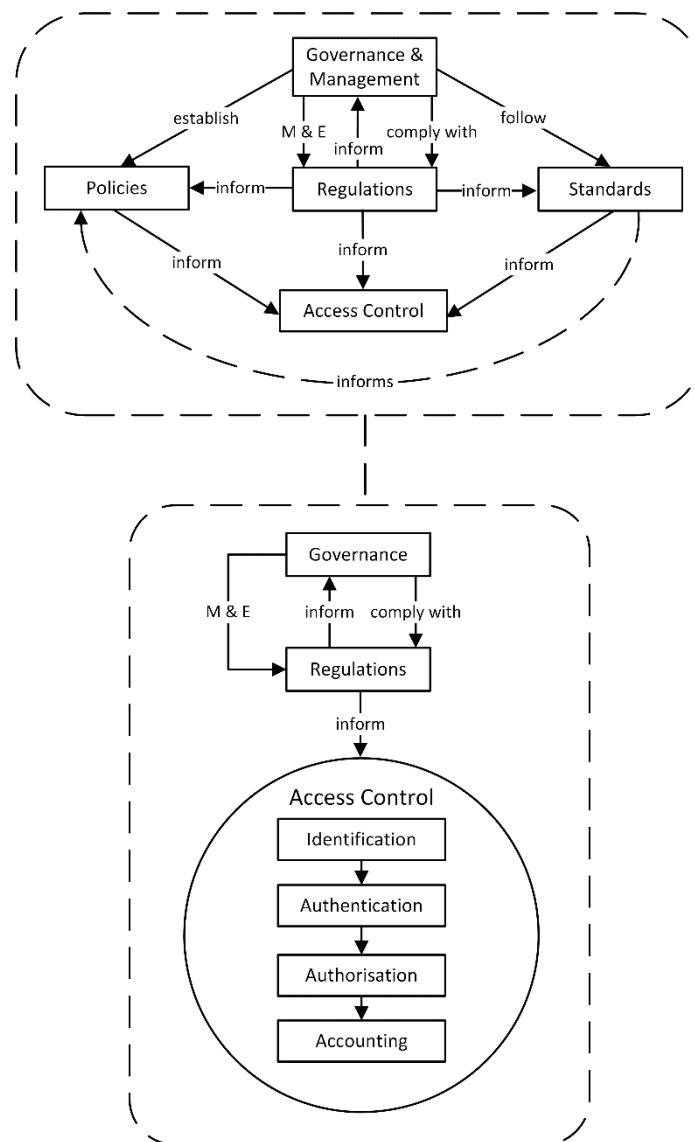 Governance &
Management
establish
M & E
inform
comply with
follow
Policies
inform
Regulations
inform
Standards
inform
inform
inform
Access Control
informs
Governance
M & E
inform
comply with
Regulations
inform
Access Control
Identification
Authentication
Authorisation
Accounting